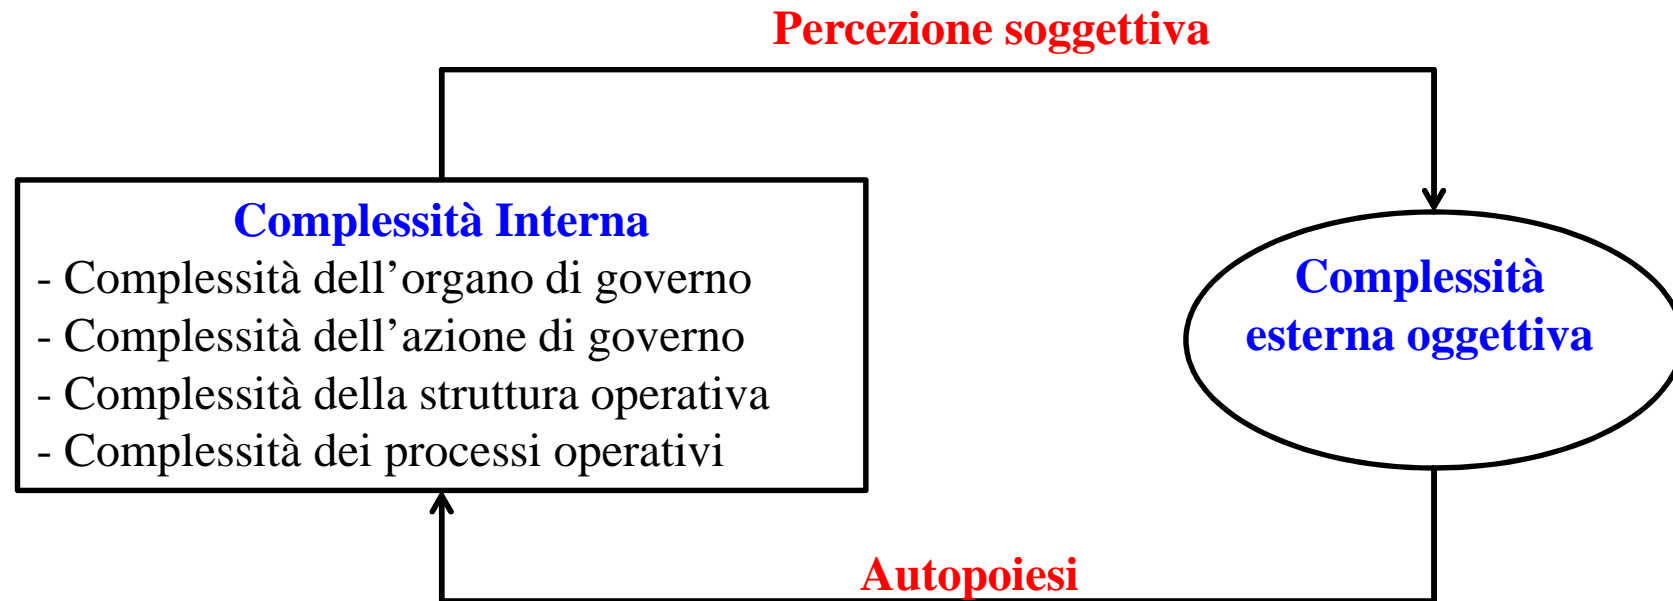 Percezione soggettiva
Complessità Interna
- Complessità dell’organo di governo
- Complessità dell’azione di governo
- Complessità della struttura operativa
- Complessità dei processi operativi
Complessità
esterna oggettiva
Autopoiesi